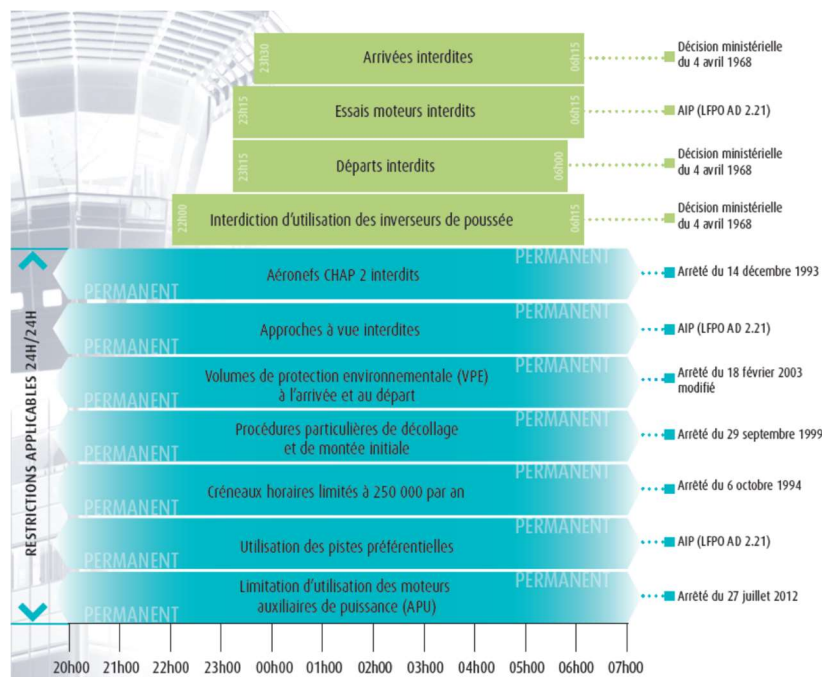 23h30
Arrivées interdites
06h15
Décision ministérielle
du 4 avril 1968
23h15
Essais moteurs interdits
06h15
AIP (LFPO AD 2.21)
23h15
Départs interdits
06h00
Décision ministérielle
du 4 avril 1968
22h00
Interdiction d'utilisation des inverseurs de poussée
06h15
Décision ministérielle
du 4 avril 1968
RESTRICTIONS APPLICABLES 24H/24H
PERMANENT
Aéronefs CHAP 2 interdits
PERMANENT
Arrêté du 14 décembre 1993
PERMANENT
Approches à vue interdites
PERMANENT
AIP (LFPO AD 2.21)
PERMANENT
Volumes de protection environnementale (VPE)
à l'arrivée et au départ
PERMANENT
Arrêté du 18 février 2003
modifié
PERMANENT
Procédures particulières de décollage
et de montée initiale
PERMANENT
Arrêté du 29 septembre 1999
PERMANENT
Créneaux horaires limités à 250 000 par an
PERMANENT
Arrêté du 6 octobre 1994
PERMANENT
Utilisation des pistes préférentielles
PERMANENT
AIP (LFPO AD 2.21)
PERMANENT
Limitation d'utilisation des moteurs
auxiliaires de puissance (APU)
PERMANENT
Arrêté du 27 juillet 2012
20h00 21h00 22h00 23h00 00h00 01h00 02h00 03h00 04h00 05h00 06h00 07h00